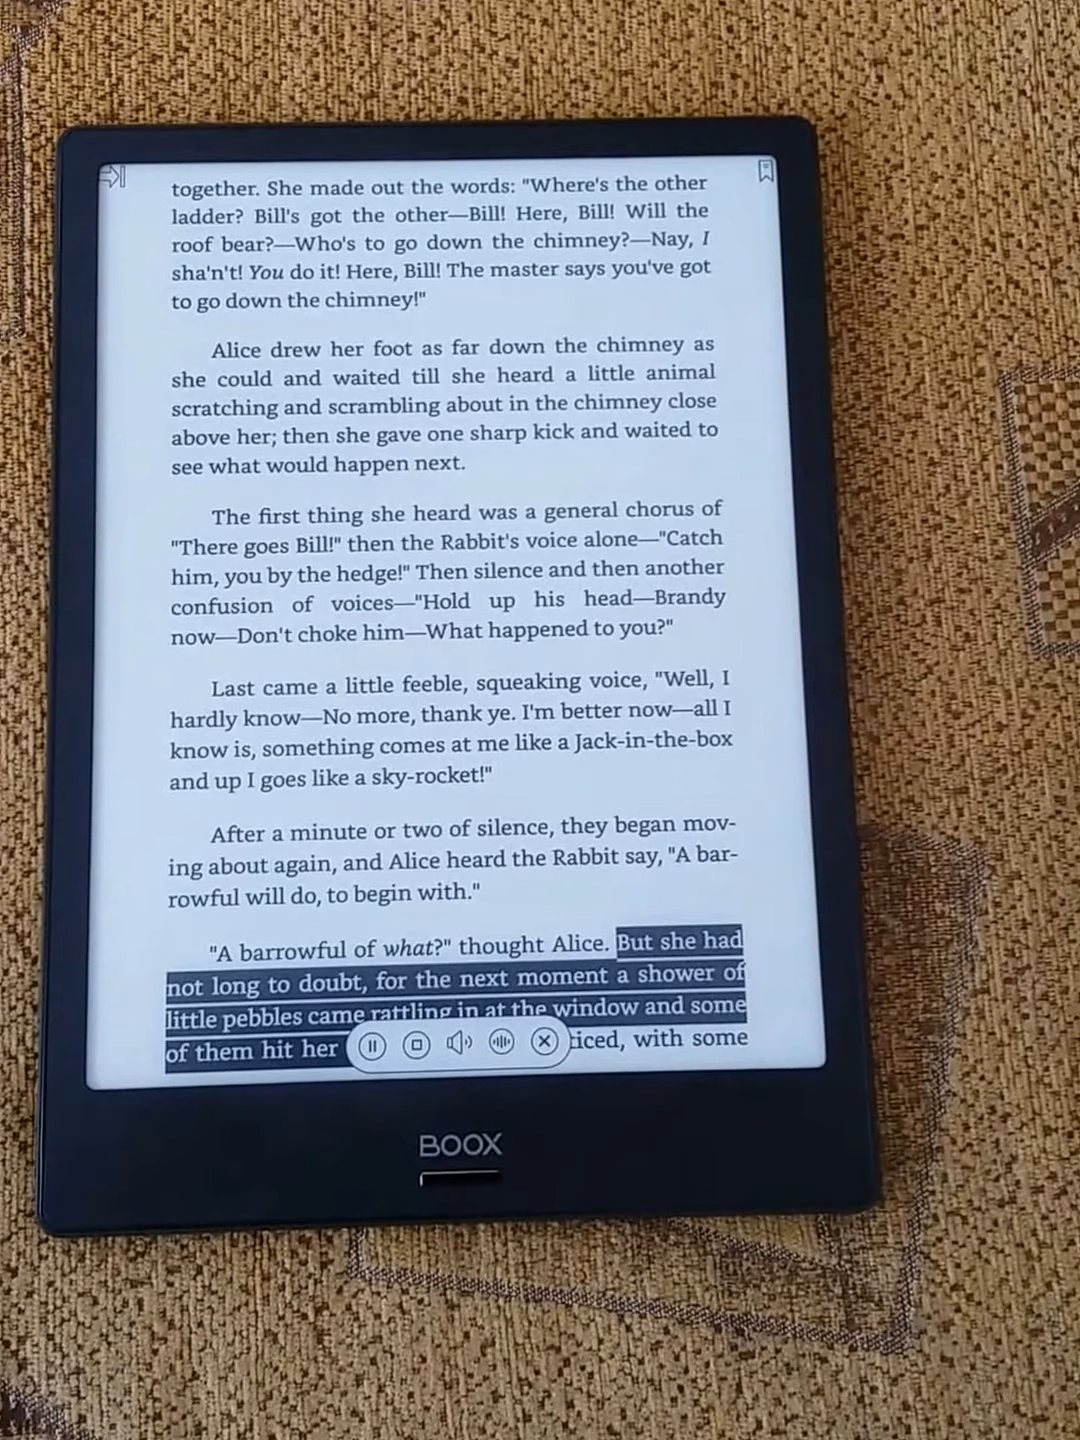 together. She made out the words: "Where's the other
ladder? Bill's got the other—Bill! Here, Bill! Will the
roof bear?—Who's to go down the chimney?—Nay, I
sha'n't! You do it! Here, Bill! The master says you've got
to go down the chimney!"
Alice drew her foot as far down the chimney as
she could and waited till she heard a little animal
scratching and scrambling about in the chimney close
above her; then she gave one sharp kick and waited to
see what would happen next.
The first thing she heard was a general chorus of
"There goes Bill!" then the Rabbit's voice alone—"Catch
him, you by the hedge!" Then silence and then another
confusion of voices—"Hold up his head—Brandy
now—Don't choke him—What happened to you?"
Last came a little feeble, squeaking voice, "Well, I
hardly know—No more, thank ye. I'm better now—all I
know is, something comes at me like a Jack-in-the-box
and up I goes like a sky-rocket!"
After a minute or two of silence, they began mov-
ing about again, and Alice heard the Rabbit say, "A bar-
rowful will do, to begin with."
"A barrowful of what?" thought Alice. But she had
not long to doubt, for the next moment a shower of
little pebbles came rattling in at the window and some
of them hit her ticed, with some
BOOX